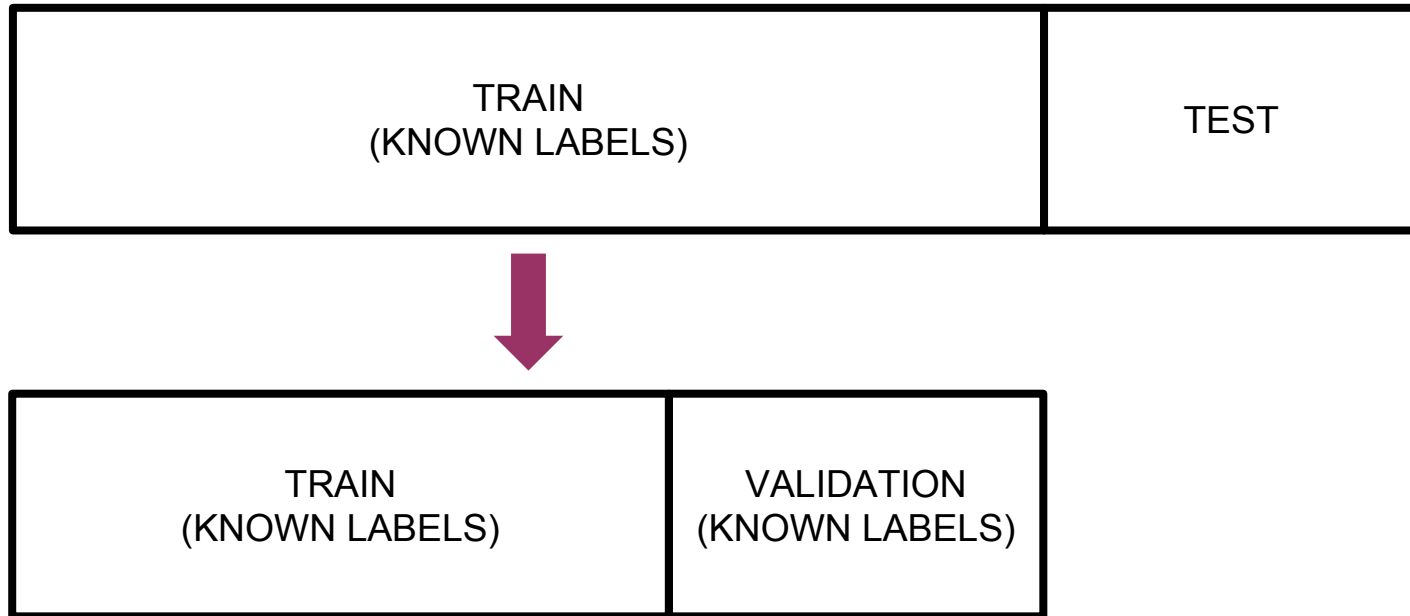 TRAIN
(KNOWN LABELS)
TEST
TRAIN
(KNOWN LABELS)
VALIDATION
(KNOWN LABELS)